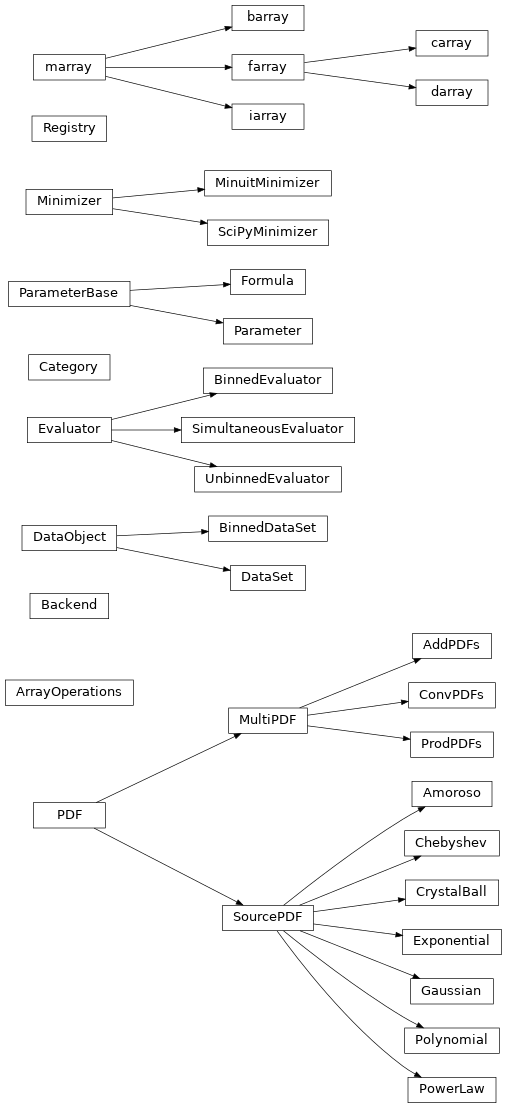 barray
carray
marray
farray
darray
iarray
Registry
MinuitMinimizer
Minimizer
SciPyMinimizer
Formula
ParameterBase
Parameter
Category
BinnedEvaluator
Evaluator
SimultaneousEvaluator
UnbinnedEvaluator
BinnedDataSet
DataObject
DataSet
Backend
AddPDFs
ArrayOperations
ConvPDFs
MultiPDF
ProdPDFs
Amoroso
PDF
Chebyshev
CrystalBall
SourcePDF
Exponential
Gaussian
Polynomial
PowerLaw